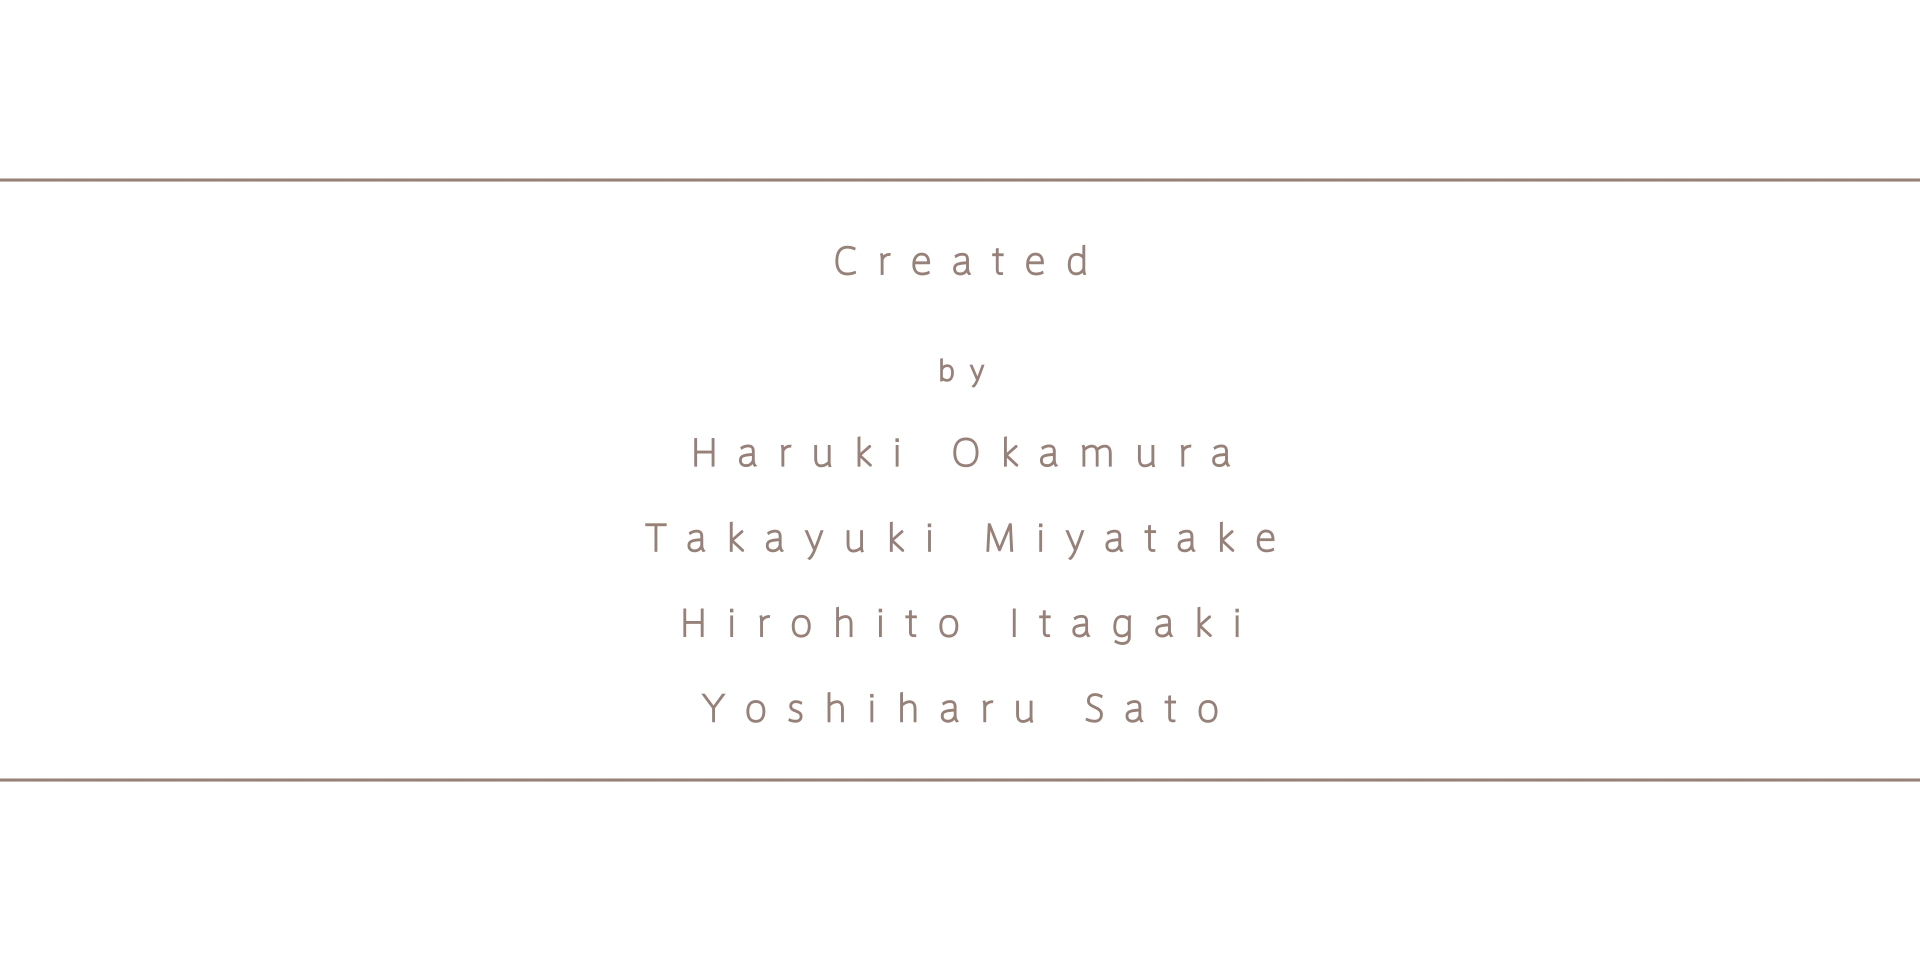 Created
by
Haruki Okamura
Takayuki Miyatake
Hirohito Itagaki
Yoshiharu Sato